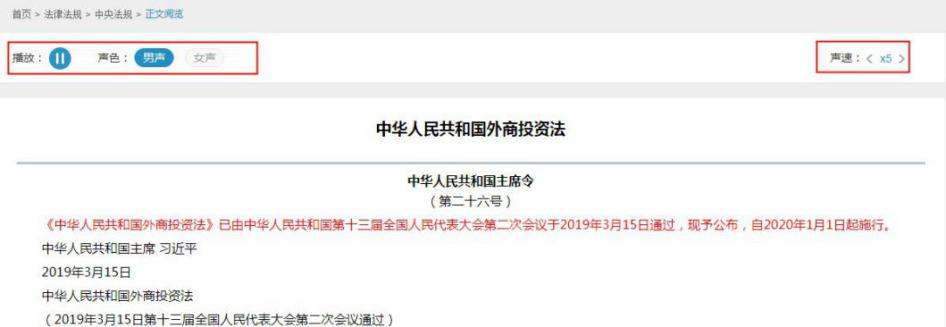 首页 > 法律法规 > 中央法规 > 正文阅览
播放： 声色： 男声 女声 声速：< x5 >
中华人民共和国外商投资法
中华人民共和国主席令
（第二十六号）
《中华人民共和国外商投资法》已由中华人民共和国第十三届全国人民代表大会第二次会议于2019年3月15日通过，现予公布，自2020年1月1日起施行。
中华人民共和国主席 习近平
2019年3月15日
中华人民共和国外商投资法
（2019年3月15日第十三届全国人民代表大会第二次会议通过）